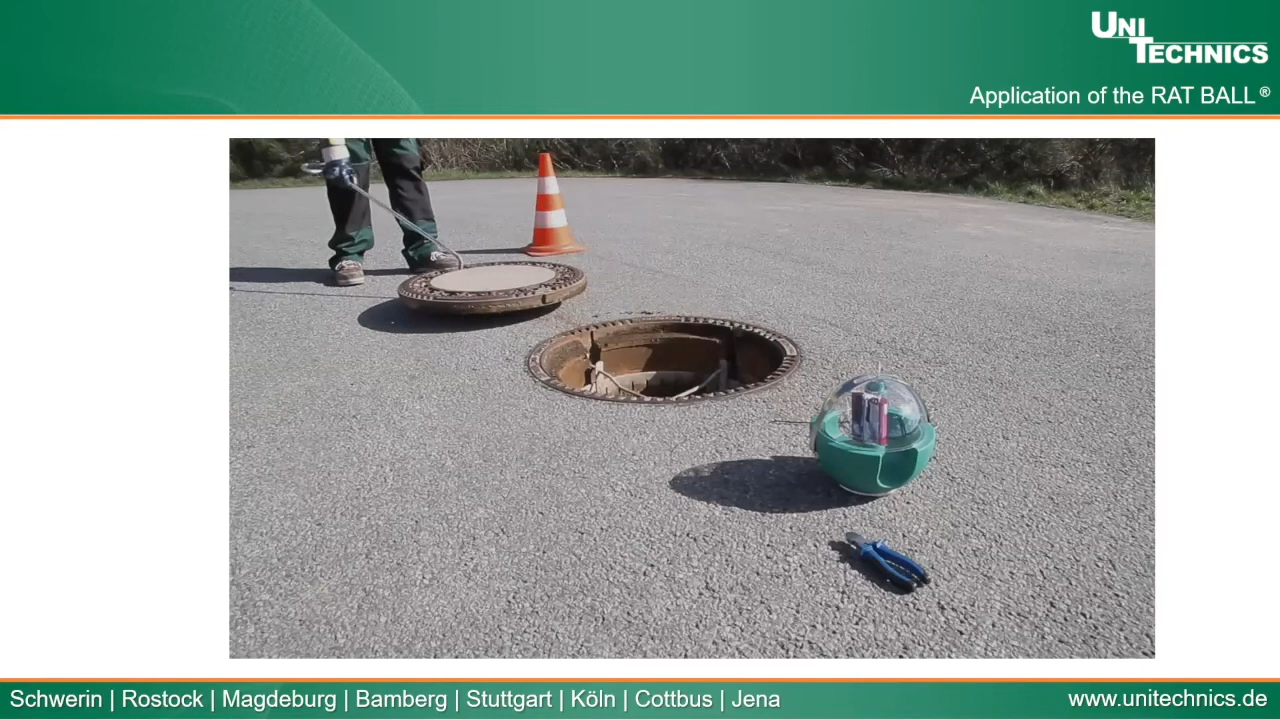 UNI
TECHNICS
Application of the RAT BALL®
Schwerin | Rostock | Magdeburg | Bamberg | Stuttgart | Köln | Cottbus | Jena
www.unitechnics.de